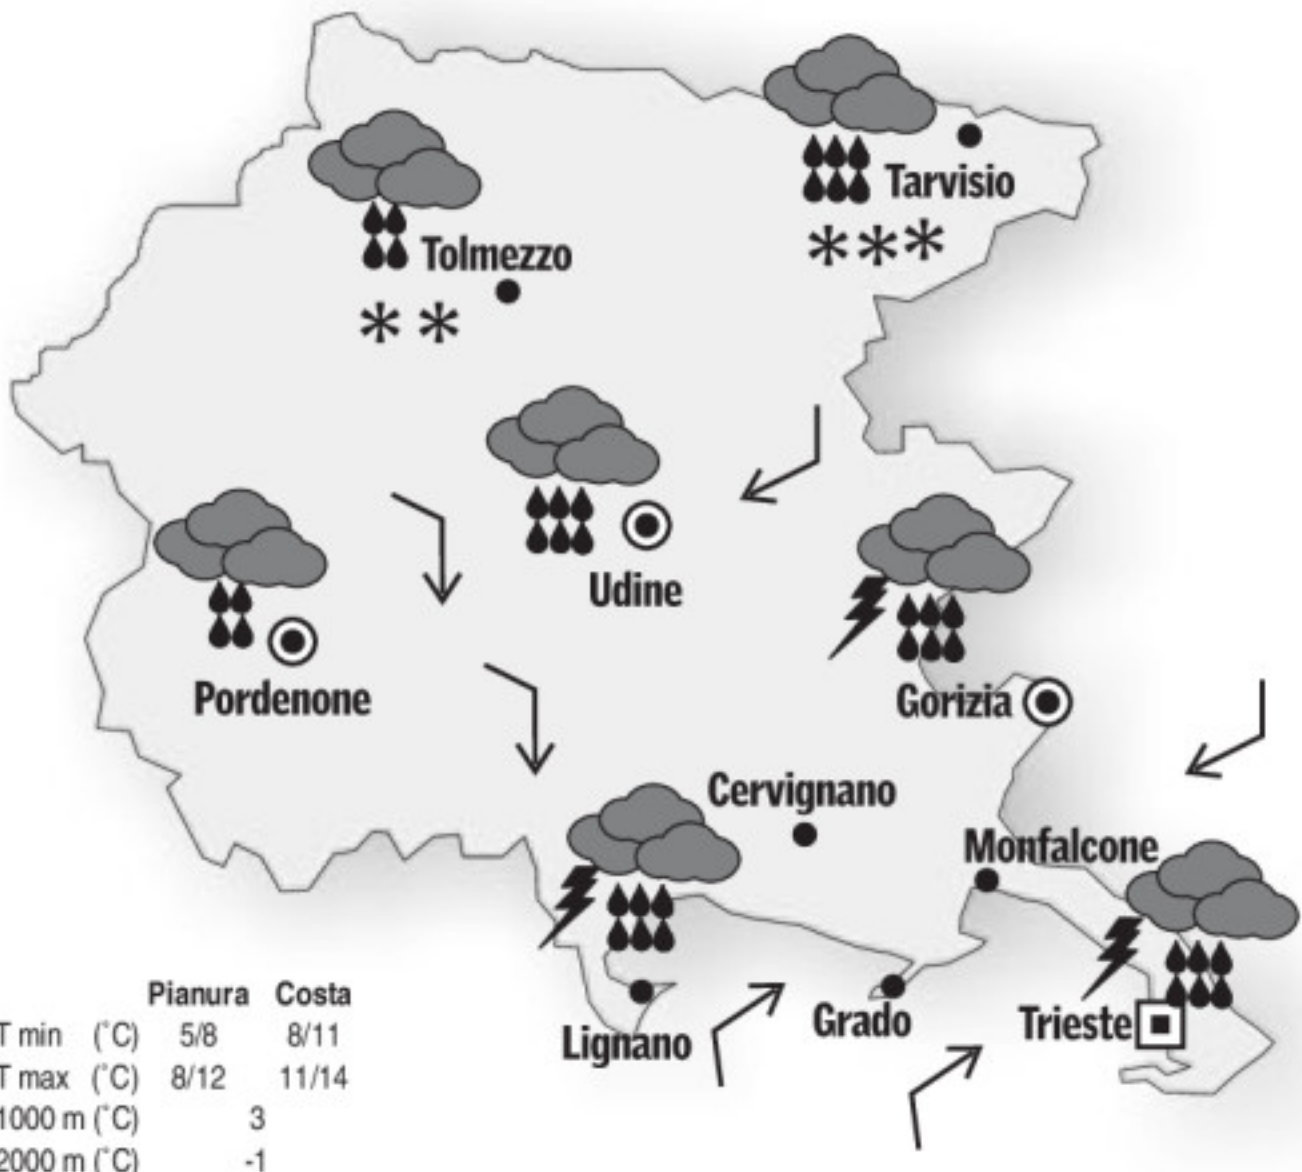 Tarvisio
Tolmezzo
Udine
Pordenone
Gorizia
Cervignano
Monfalcone
Lignano
Grado
Trieste
Pianura Costa
T min (°C) 5/8 8/11
T max (°C) 8/12 11/14
1000 m (°C) 3
2000 m (°C) -1